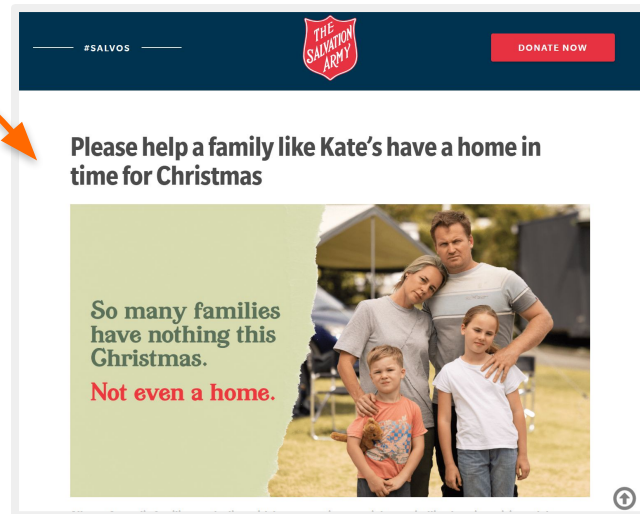 #SALVOS
THE
SALVATION
ARMY
DONATE NOW
Please help a family like Kate's have a home in
time for Christmas
So many families
have nothing this
Christmas.
Not even a home.